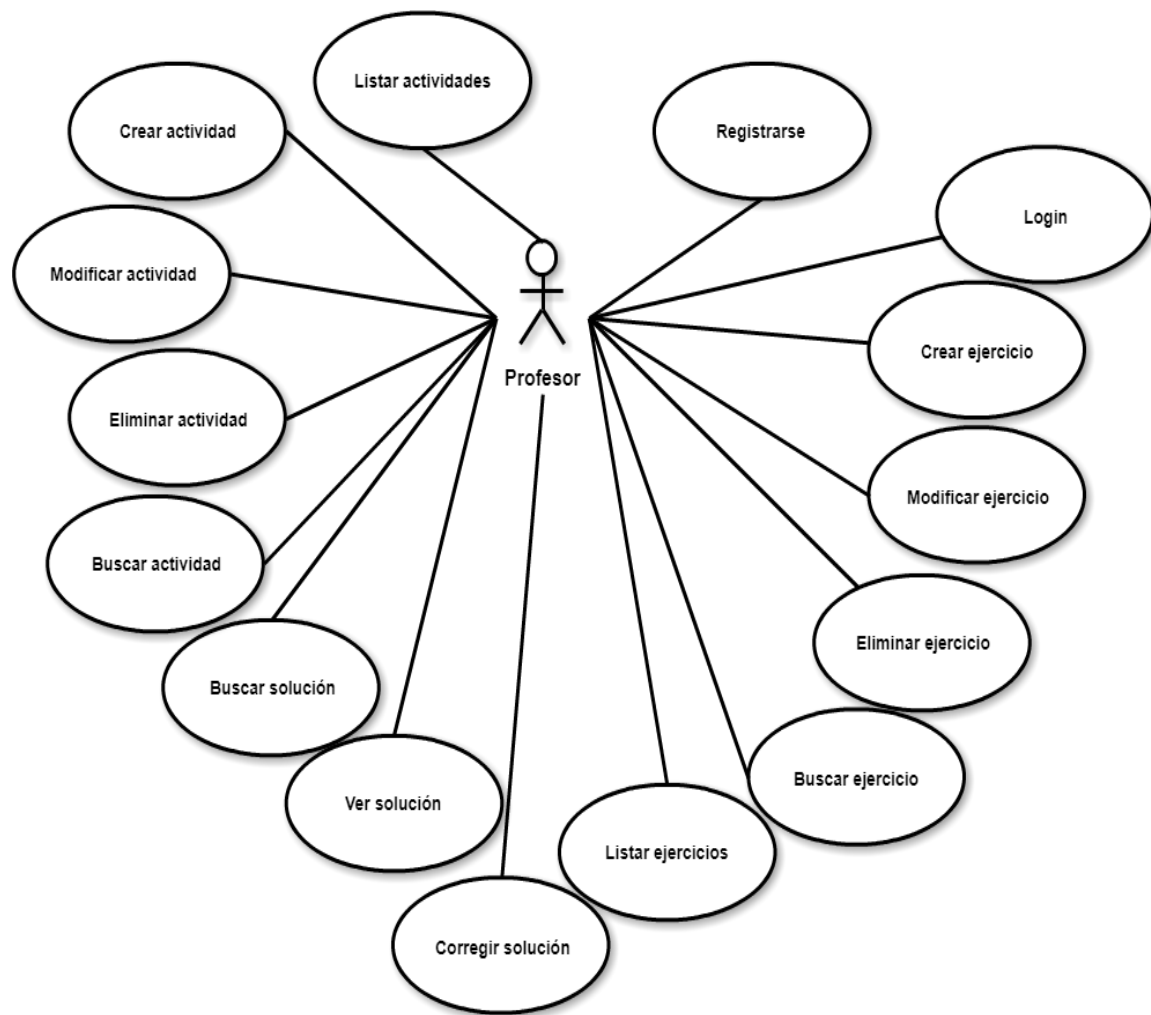 Listar actividades
Crear actividad
Registrarse
Login
Modificar actividad
Crear ejercicio
Profesor
Eliminar actividad
Modificar ejercicio
Buscar actividad
Eliminar ejercicio
Buscar solución
Buscar ejercicio
Ver solución
Listar ejercicios
Corregir solución